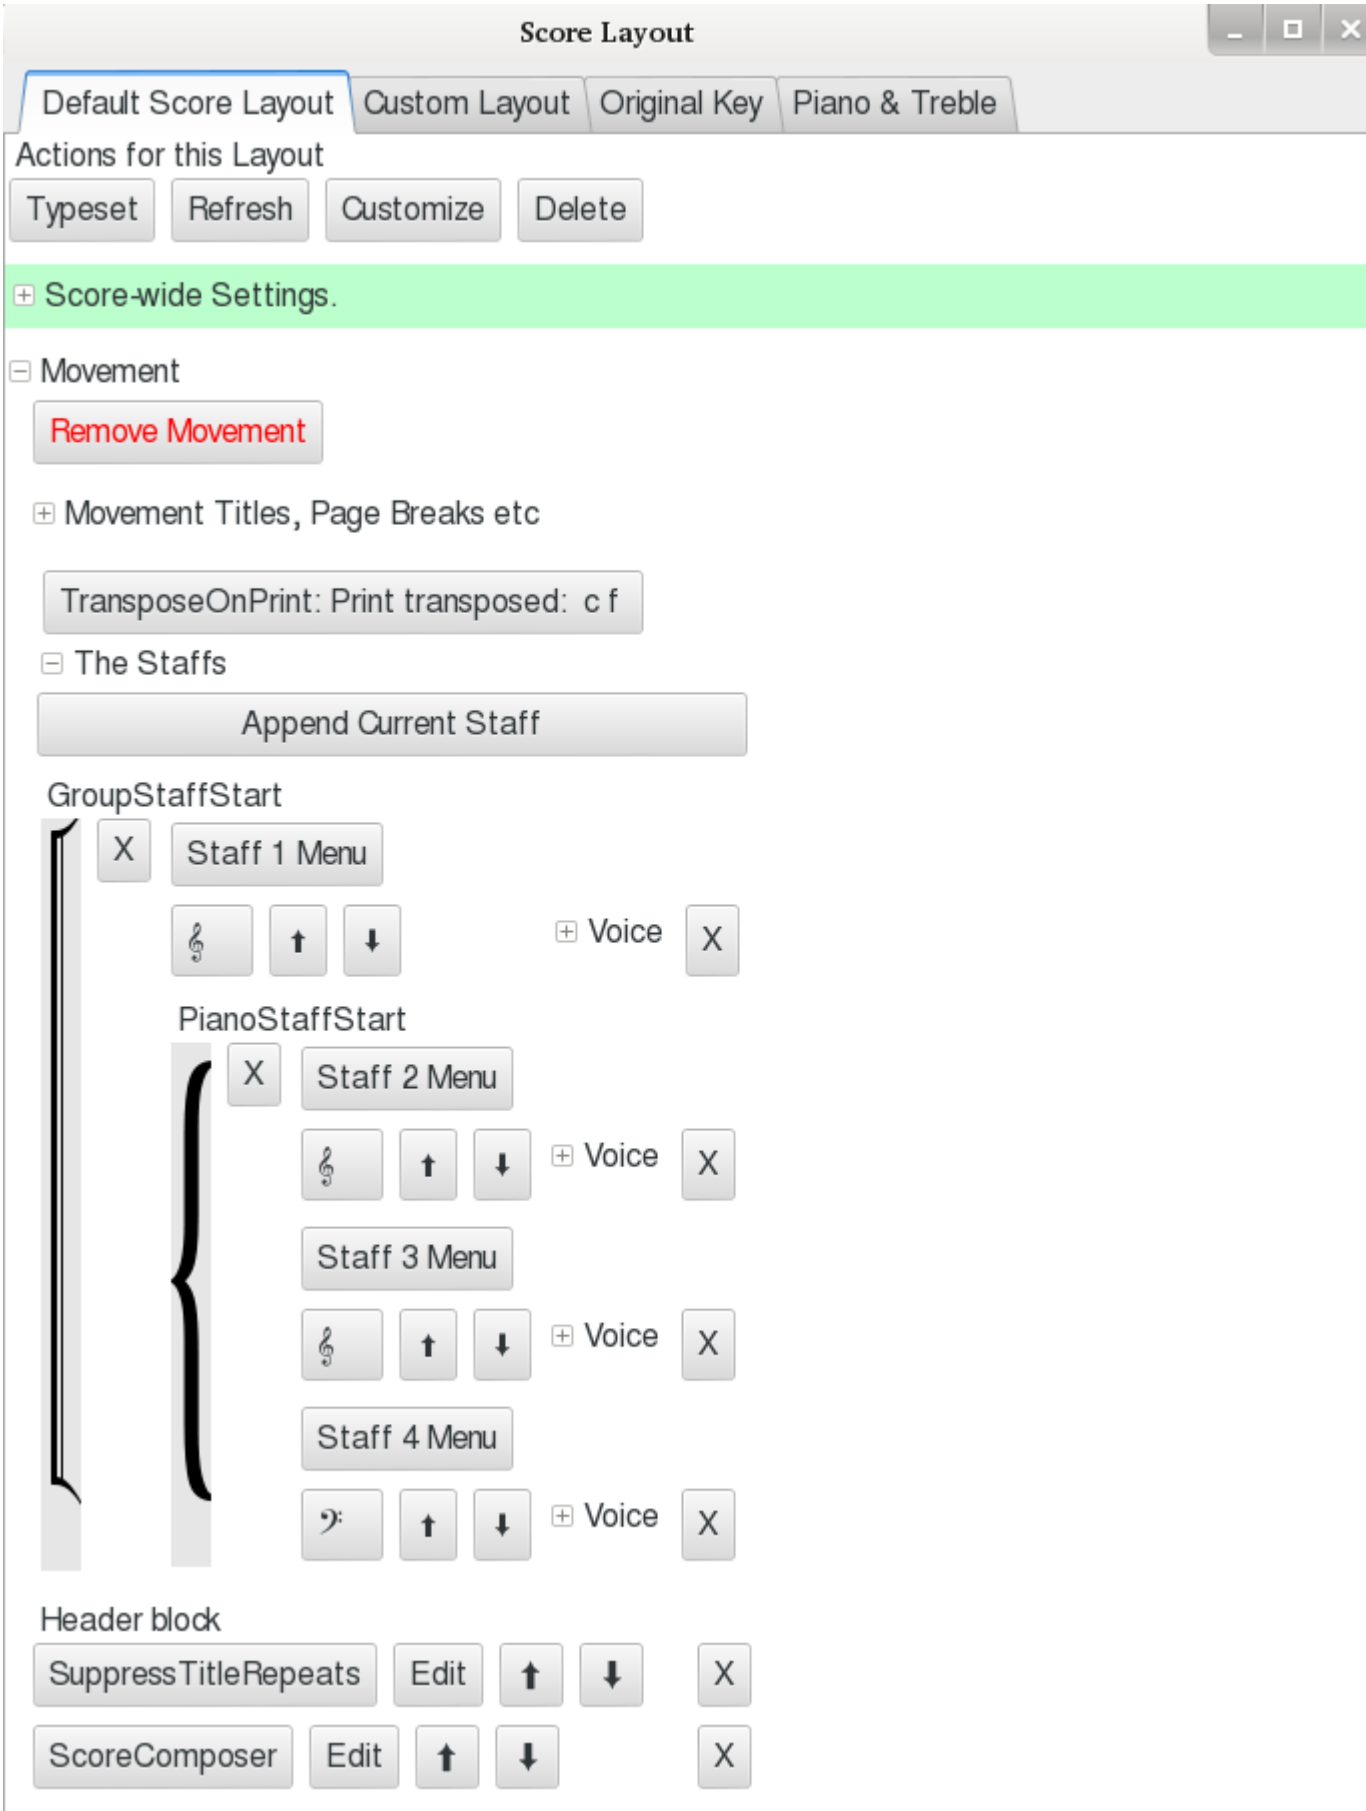 Score Layout
Default Score Layout Custom Layout Original Key Piano & Treble
Actions for this Layout
Typeset Refresh Customize Delete
Score-wide Settings.
Movement
Remove Movement
Movement Titles, Page Breaks etc
TransposeOnPrint: Print transposed: c f
The Staffs
Append Current Staff
GroupStaffStart
X Staff 1 Menu
Voice X
PianoStaffStart
X Staff 2 Menu
Voice X
Staff 3 Menu
Voice X
Staff 4 Menu
Voice X
Header block
SuppressTitleRepeats Edit X
ScoreComposer Edit X